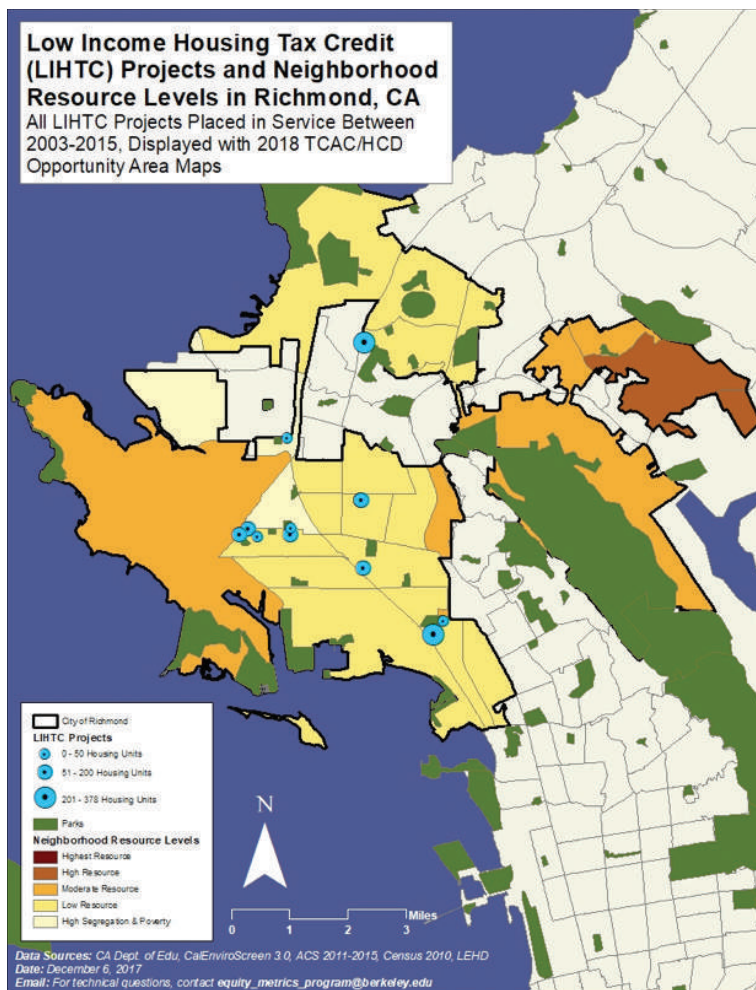 Low Income Housing Tax Credit
(LIHTC) Projects and Neighborhood
Resource Levels in Richmond, CA
All LIHTC Projects Placed in Service Between
2003-2015, Displayed with 2018 TCAC/HCD
Opportunity Area Maps
City of Richmond
LIHTC Projects
0 - 50 Housing Units
51 - 200 Housing Units
201 - 378 Housing Units
Parks
Neighborhood Resource Levels
Highest Resource
High Resource
Moderate Resource
Low Resource
High Segregation & Poverty
N
Miles
0 1 2 3
Data Sources: CA Dept. of Edu, CalEnviroScreen 3.0, ACS 2011-2015, Census 2010, LEHD
Date: December 6, 2017
Email: For technical questions, contact equity_metrics_program@berkeley.edu